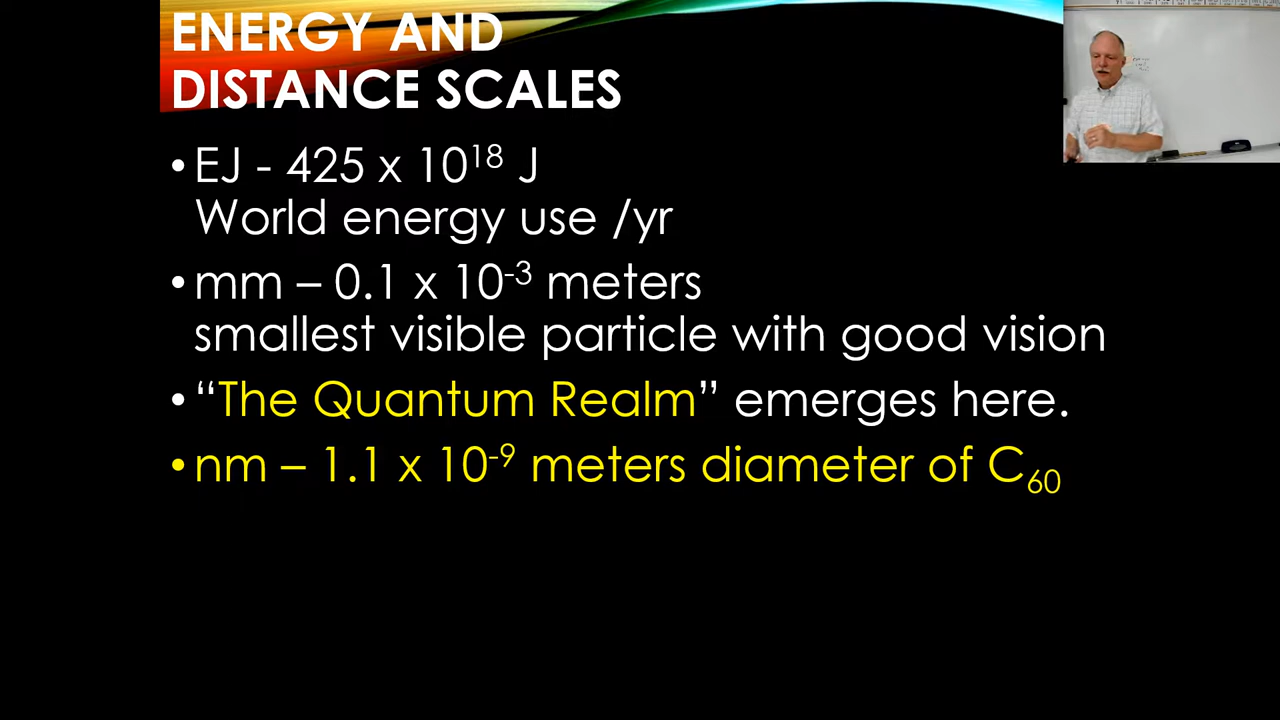 ENERGY AND
DISTANCE SCALES
• EJ - 425 x 10¹⁸ J
World energy use /yr
• mm – 0.1 x 10⁻³ meters
smallest visible particle with good vision
• “The Quantum Realm” emerges here.
• nm – 1.1 x 10⁻⁹ meters diameter of C₆₀